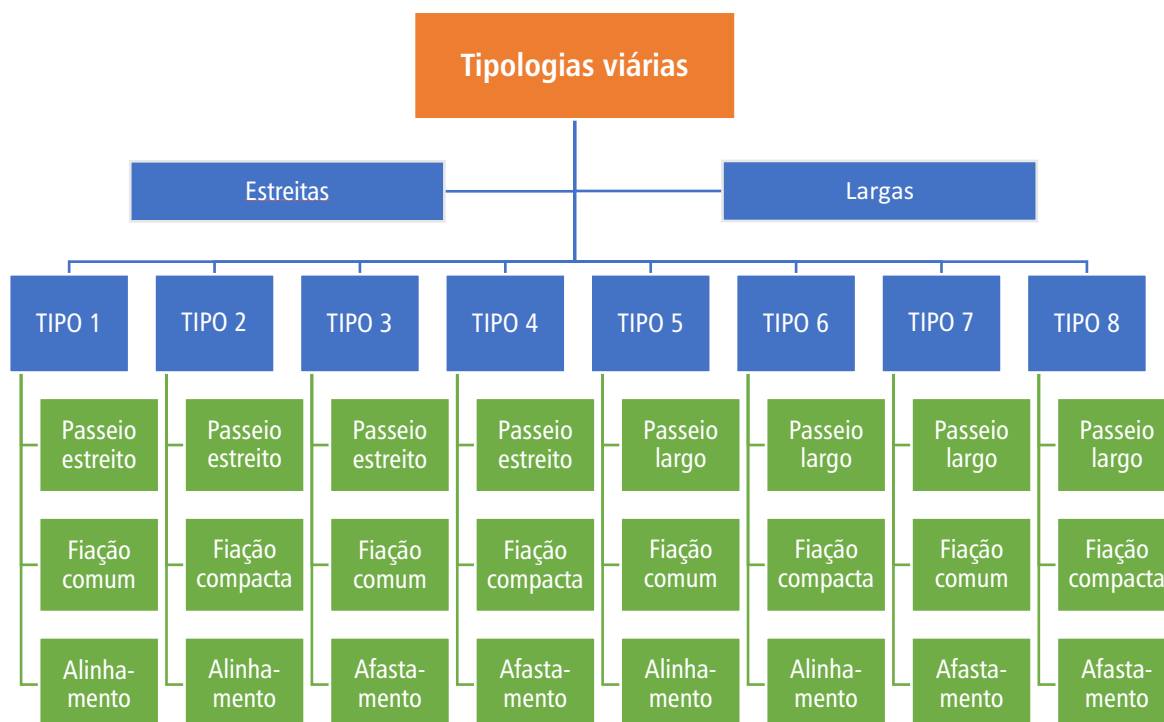 Tipologias viárias
Estreitas
Largas
TIPO 1
TIPO 2
TIPO 3
TIPO 4
TIPO 5
TIPO 6
TIPO 7
TIPO 8
Passeio
estreito
Passeio
estreito
Passeio
estreito
Passeio
estreito
Passeio
largo
Passeio
largo
Passeio
largo
Passeio
largo
Fiação
comum
Fiação
compacta
Fiação
comum
Fiação
compacta
Fiação
comum
Fiação
compacta
Fiação
comum
Fiação
compacta
Alinha-
mento
Alinha-
mento
Afasta-
mento
Afasta-
mento
Alinha-
mento
Alinha-
mento
Afasta-
mento
Afasta-
mento